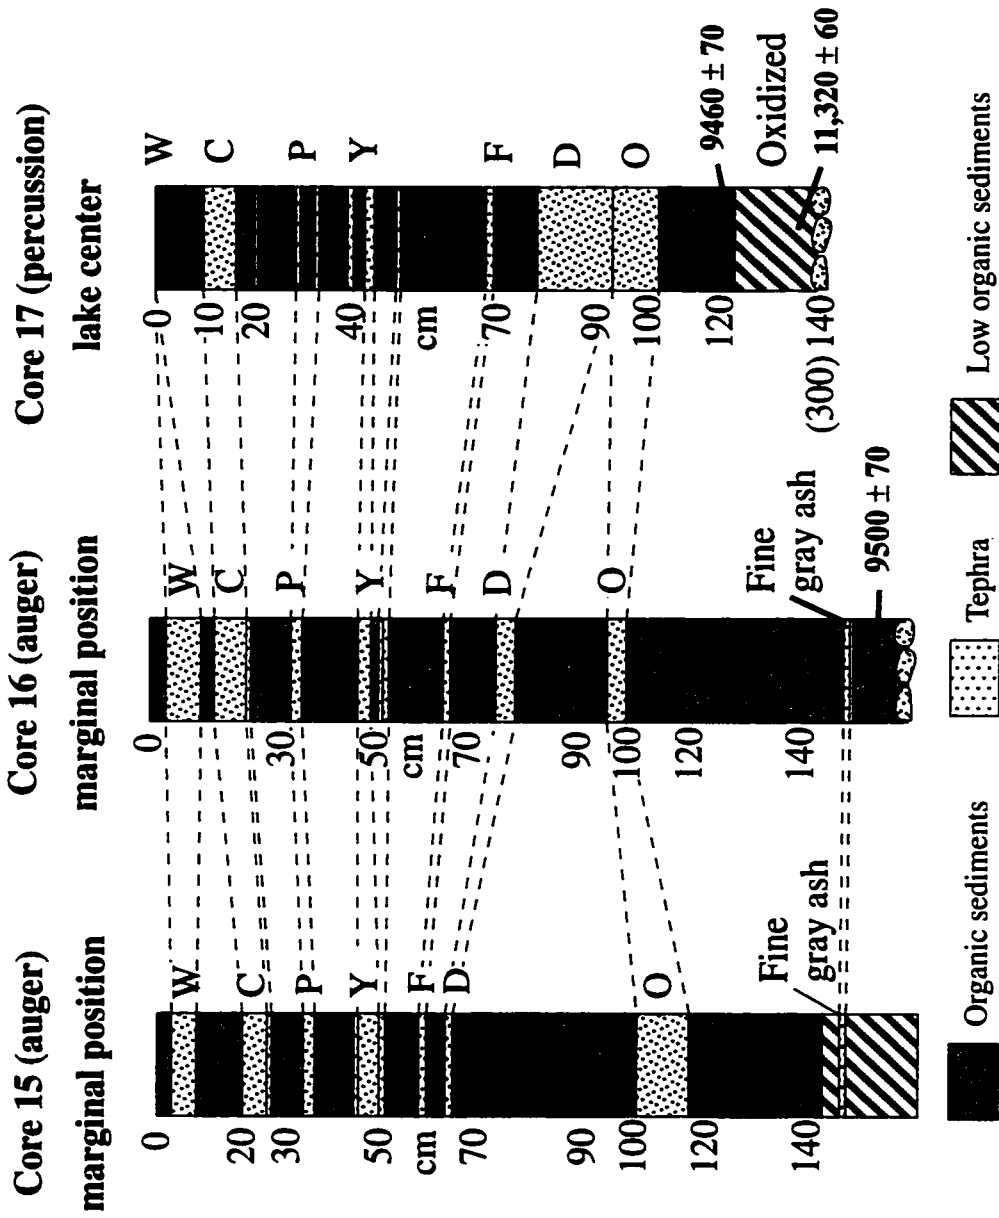 Core 15 (auger)
marginal position
0
20
30
50
cm
70
90
100
120
140
W
C
P
Y
F
D
O
Fine
gray ash
Core 16 (auger)
marginal position
0
30
50
cm
70
90
100
120
140
W
C
P
Y
F
D
O
Fine
gray ash
9500 ± 70
Core 17 (percussion)
lake center
0
10
20
40
cm
70
90
100
120
(300) 140
W
C
P
Y
F
D
O
9460 ± 70
Oxidized
11,320 ± 60
Organic sediments
Tephra
Low organic sediments